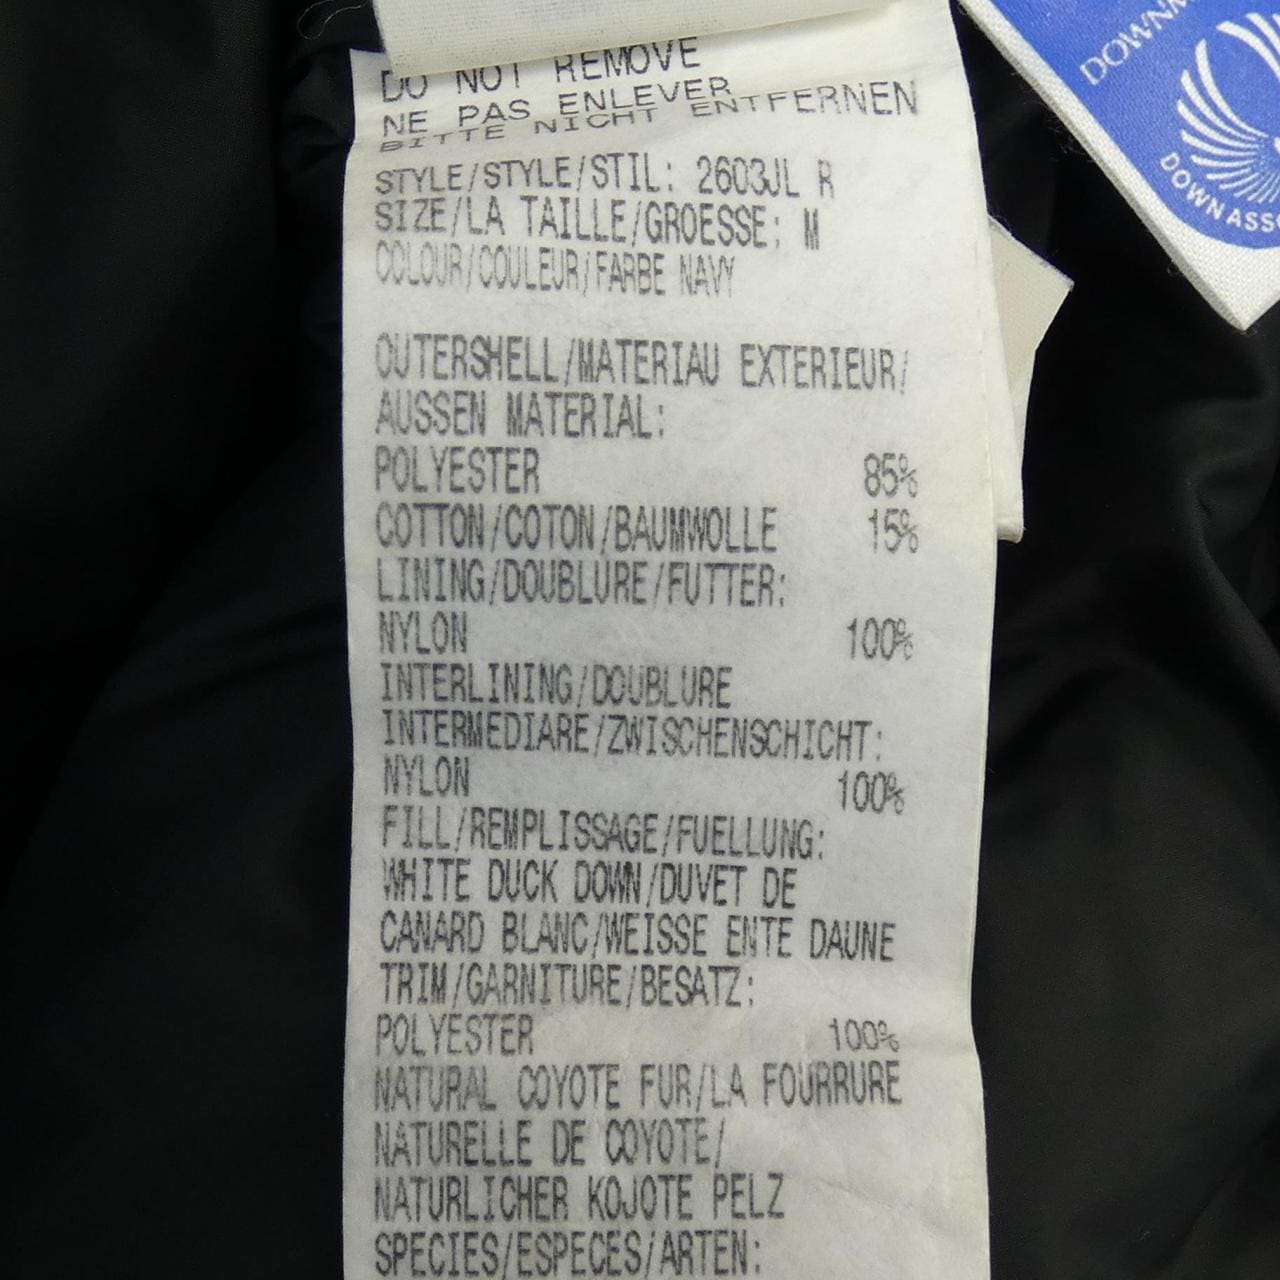 DO NOT REMOVE
NE PAS ENLEVER
BITTE NICHT ENTFERNEN
STYLE/STYLE/STIL: 2603JL R
SIZE/LA TAILLE/GROESSE: M
COLOUR/COULEUR/FARBE NAVY
OUTERSHELL/MATERIAU EXTERIEUR/
AUSSEN MATERIAL:
POLYESTER 85%
COTTON/COTON/BAUMWOLLE 15%
LINING/DOUBLURE/FUTTER:
NYLON 100%
INTERLINING/DOUBLURE
INTERMEDIARE/ZWISCHENSCHICHT:
NYLON 100%
FILL/REMPLISSAGE/FUELLUNG:
WHITE DUCK DOWN/DUVET DE
CANARD BLANC/WEISSE ENTE DAUNE
TRIM/GARNITURE/BESATZ:
POLYESTER 100%
NATURAL COYOTE FUR/LA FOURRURE
NATURELLE DE COYOTE/
NATURLICHER KOJOTE PELZ
SPECIES/ESPECES/ARTEN:
DOWNM
DOWN ASSO